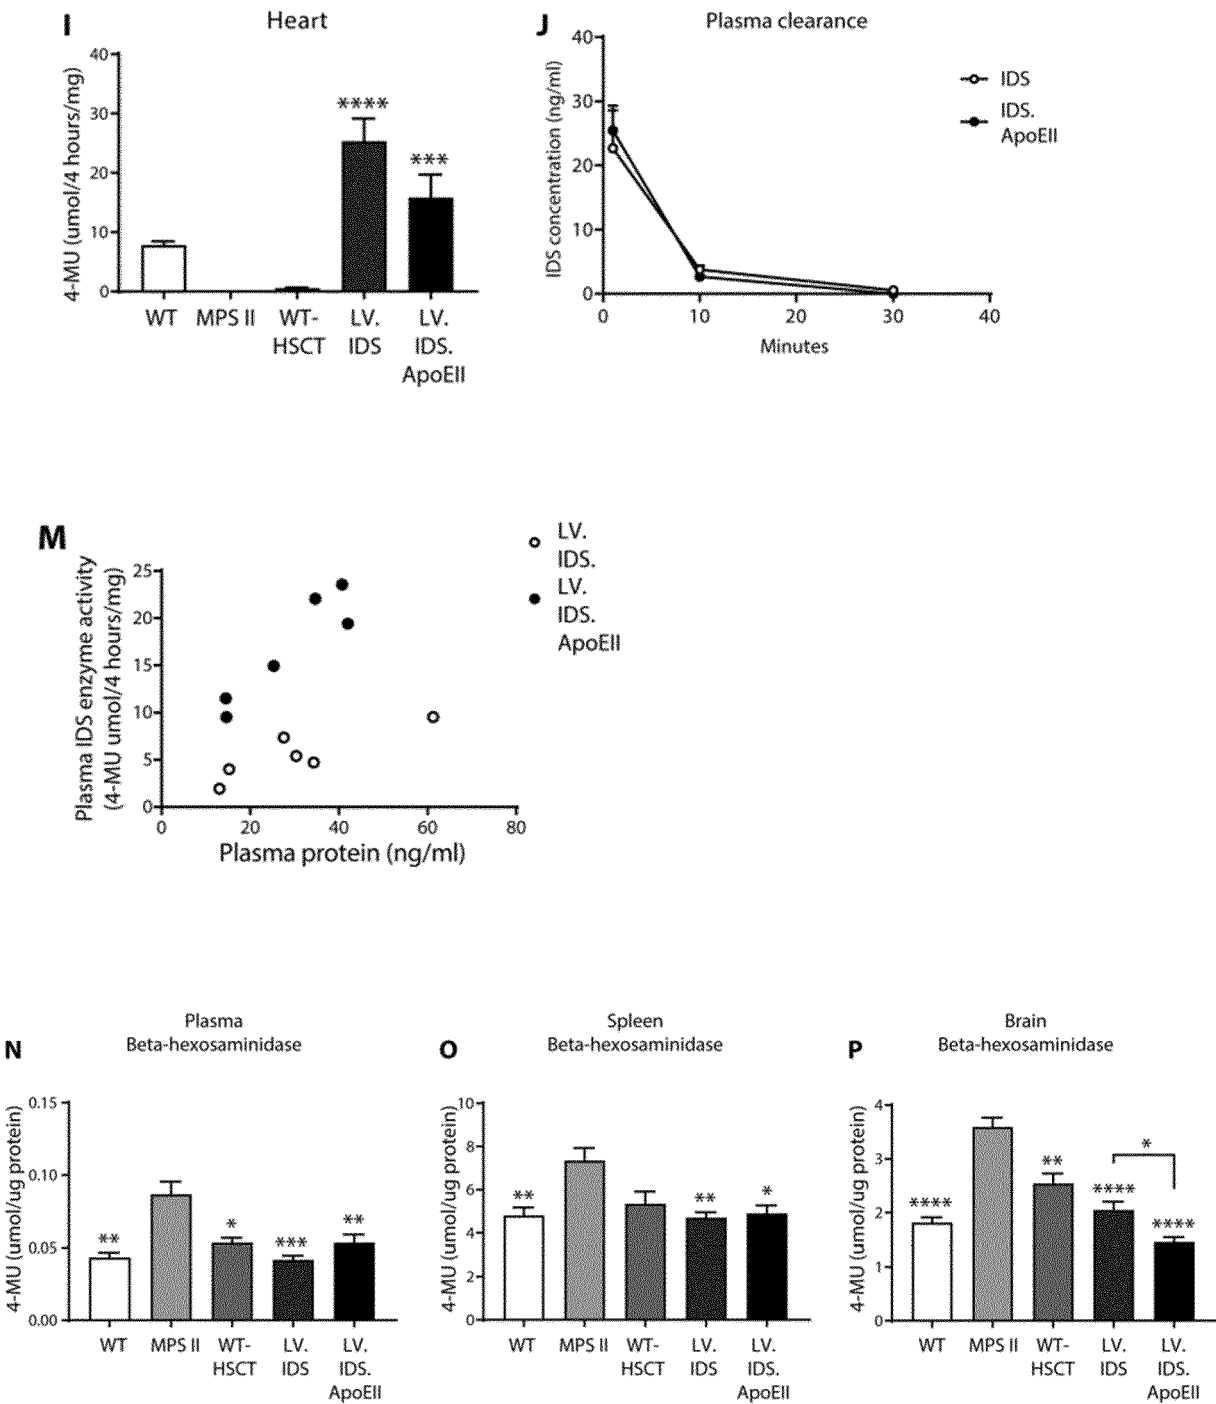 I
Heart
4-MU (umol/4 hours/mg)
40
30
20
10
0
****
***
WT
MPS II
WT-
HSCT
LV.
IDS
LV.
IDS.
ApoEII
J
Plasma clearance
IDS concentration (ng/ml)
40
30
20
10
0
0
10
20
30
40
Minutes
IDS
IDS.
ApoEII
M
Plasma IDS enzyme activity
(4-MU umol/4 hours/mg)
25
20
15
10
5
0
0
20
40
60
80
Plasma protein (ng/ml)
LV.
IDS.
LV.
IDS.
ApoEII
N
Plasma
Beta-hexosaminidase
4-MU (umol/ug protein)
0.15
0.10
0.05
0.00
**
*
***
**
WT
MPS II
WT-
HSCT
LV.
IDS
LV.
IDS.
ApoEII
O
Spleen
Beta-hexosaminidase
4-MU (umol/ug protein)
10
8
6
4
2
0
**
**
*
WT
MPS II
WT-
HSCT
LV.
IDS
LV.
IDS.
ApoEII
P
Brain
Beta-hexosaminidase
4-MU (umol/ug protein)
4
3
2
1
0
****
**
****
*
****
WT
MPS II
WT-
HSCT
LV.
IDS
LV.
IDS.
ApoEII